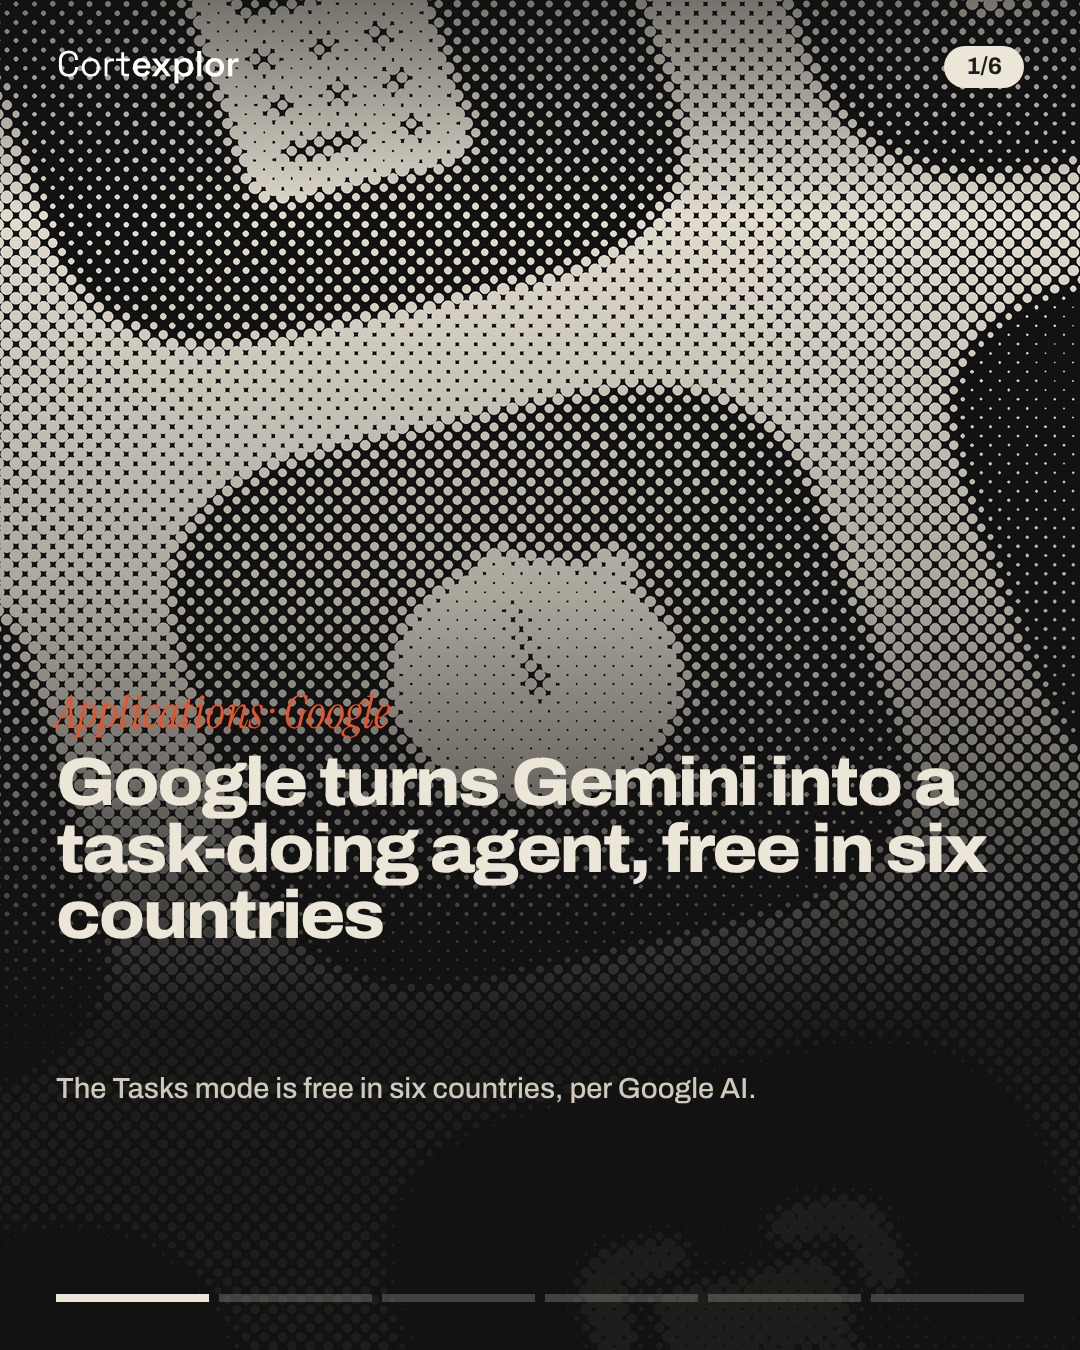 Cortexplor
1/6
Applications · Google
Google turns Gemini into a
task-doing agent, free in six
countries
The Tasks mode is free in six countries, per Google AI.